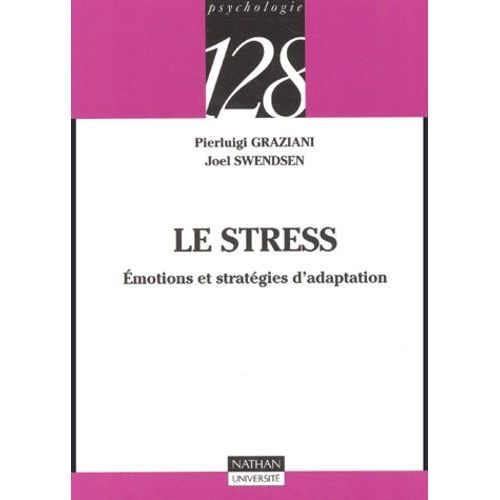 psychologie
128
Pierluigi GRAZIANI
Joel SWENDSEN
LE STRESS
Émotions et stratégies d'adaptation
NATHAN
UNIVERSITÉ